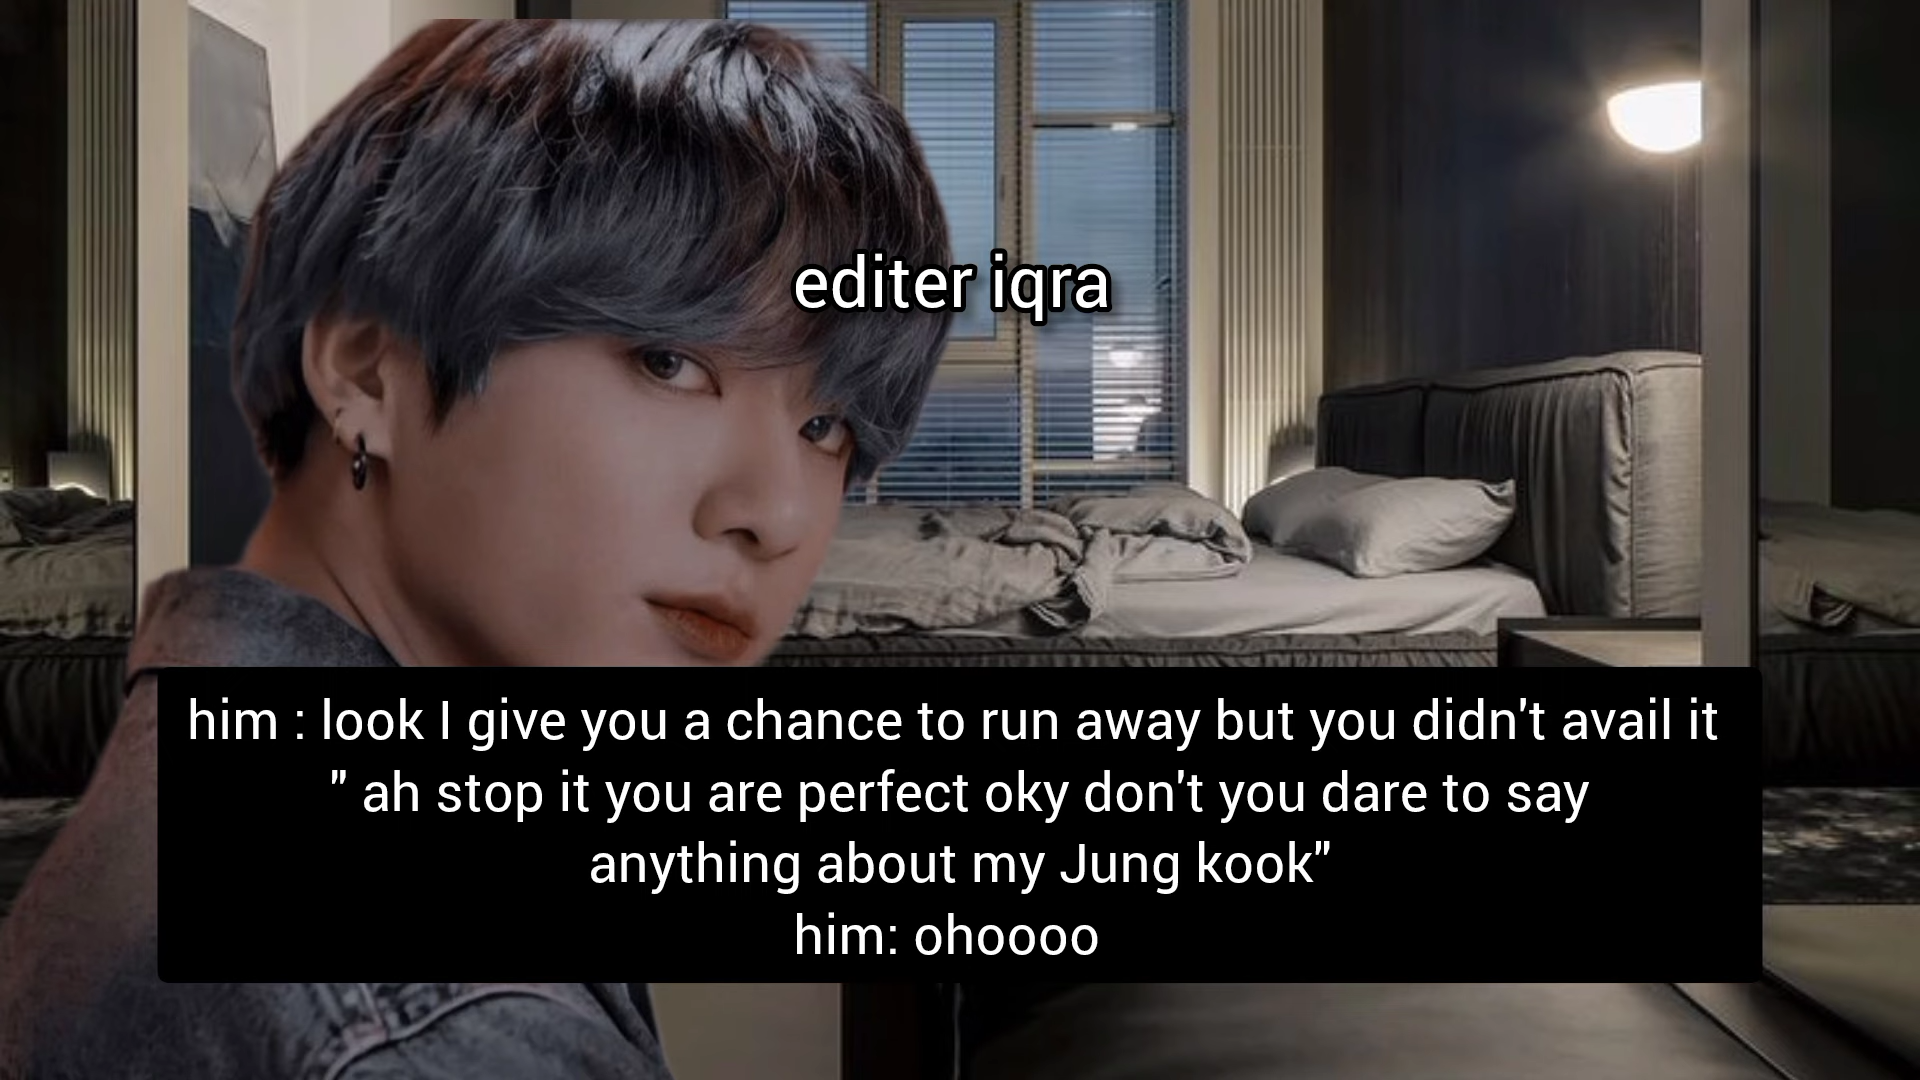 editer iqra
him : look I give you a chance to run away but you didn't avail it
" ah stop it you are perfect oky don't you dare to say
anything about my Jung kook"
him: ohoooo